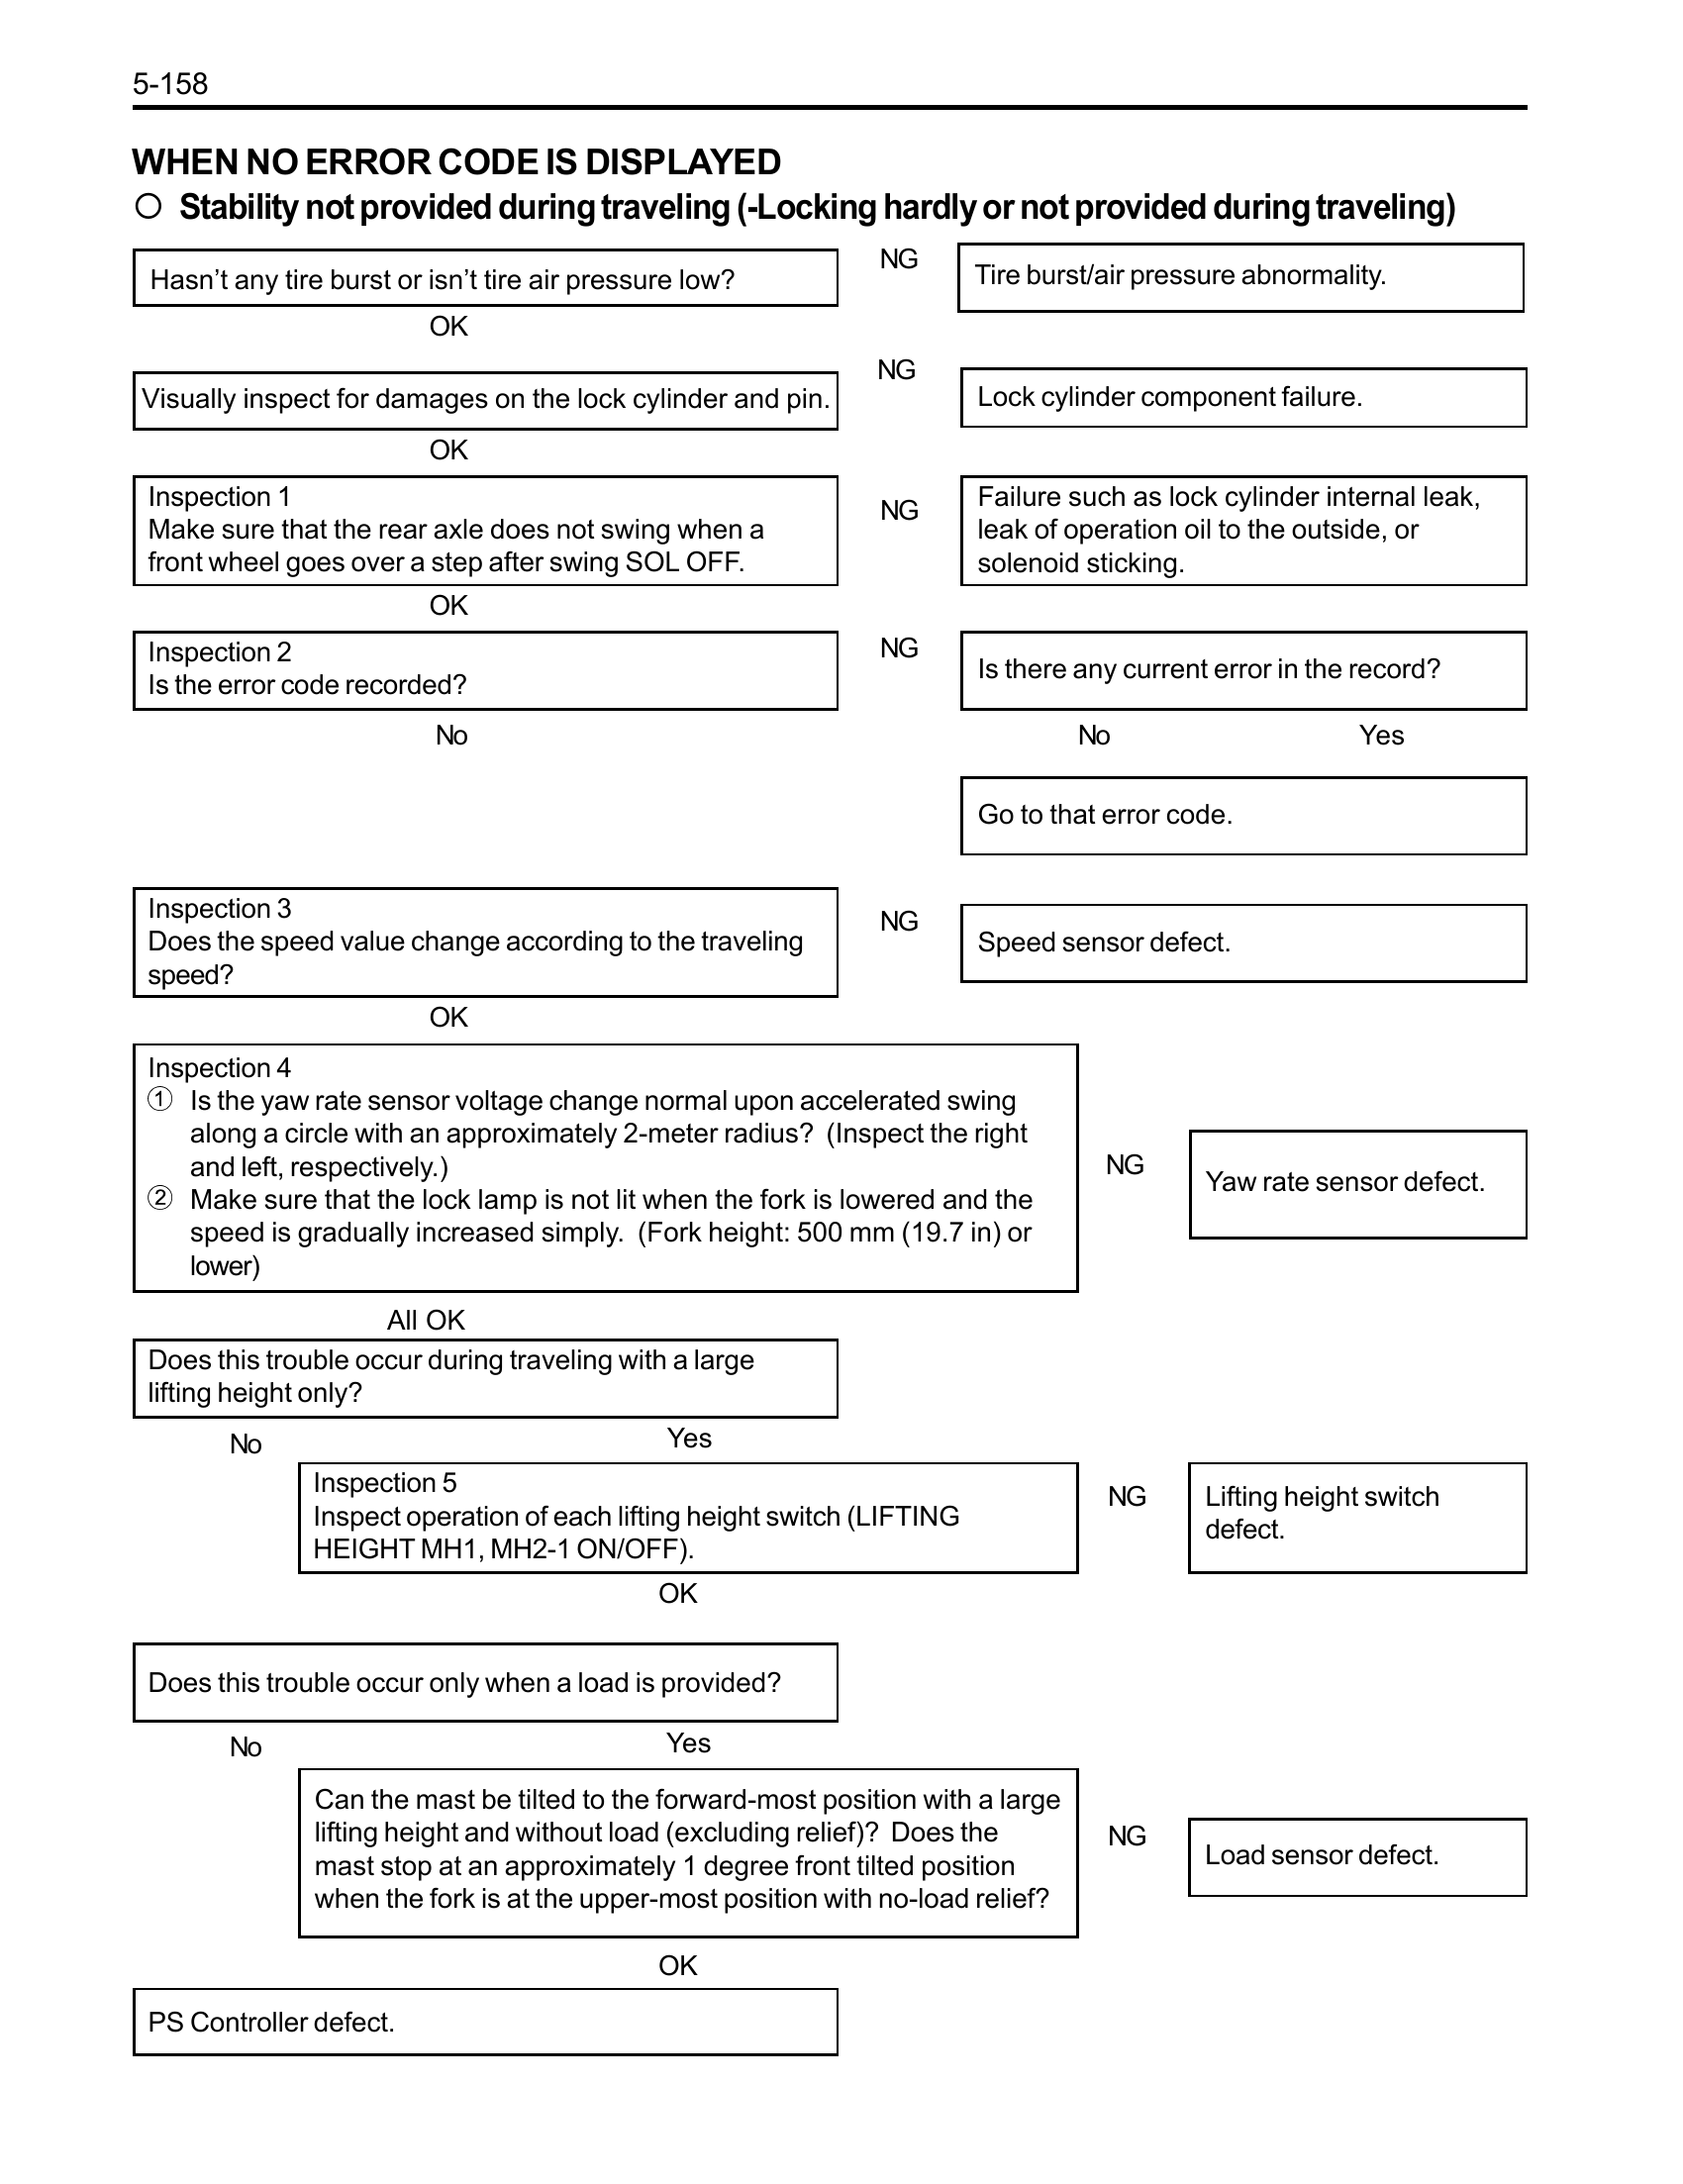 5-158
WHEN NO ERROR CODE IS DISPLAYED
○ Stability not provided during traveling (-Locking hardly or not provided during traveling)
Hasn't any tire burst or isn't tire air pressure low?
NG
Tire burst/air pressure abnormality.
OK
Visually inspect for damages on the lock cylinder and pin.
NG
Lock cylinder component failure.
OK
Inspection 1
Make sure that the rear axle does not swing when a
front wheel goes over a step after swing SOL OFF.
NG
Failure such as lock cylinder internal leak,
leak of operation oil to the outside, or
solenoid sticking.
OK
Inspection 2
Is the error code recorded?
NG
Is there any current error in the record?
No
No
Yes
Go to that error code.
Inspection 3
Does the speed value change according to the traveling
speed?
NG
Speed sensor defect.
OK
Inspection 4
① Is the yaw rate sensor voltage change normal upon accelerated swing
along a circle with an approximately 2-meter radius? (Inspect the right
and left, respectively.)
② Make sure that the lock lamp is not lit when the fork is lowered and the
speed is gradually increased simply. (Fork height: 500 mm (19.7 in) or
lower)
NG
Yaw rate sensor defect.
All OK
Does this trouble occur during traveling with a large
lifting height only?
No
Yes
Inspection 5
Inspect operation of each lifting height switch (LIFTING
HEIGHT MH1, MH2-1 ON/OFF).
NG
Lifting height switch
defect.
OK
Does this trouble occur only when a load is provided?
No
Yes
Can the mast be tilted to the forward-most position with a large
lifting height and without load (excluding relief)? Does the
mast stop at an approximately 1 degree front tilted position
when the fork is at the upper-most position with no-load relief?
NG
Load sensor defect.
OK
PS Controller defect.